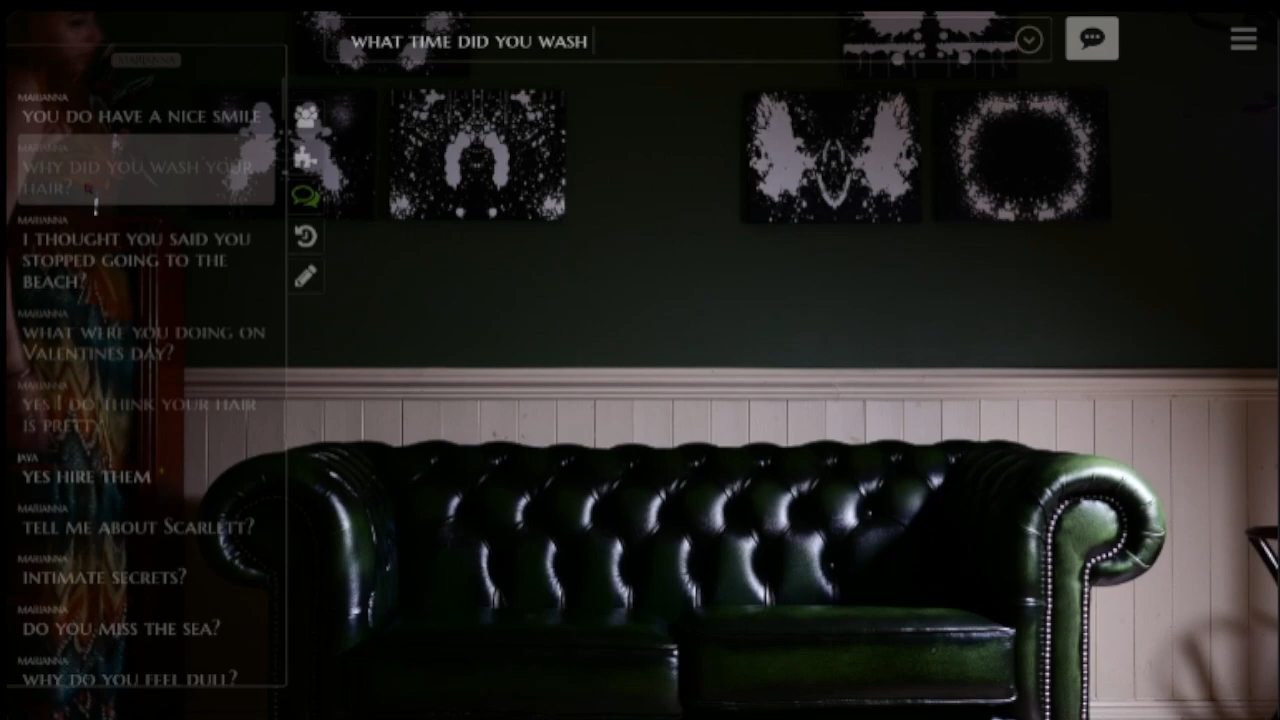 WHAT TIME DID YOU WASH
MARIANNA
MARIANNA
YOU DO HAVE A NICE SMILE
MARIANNA
WHY DID YOU WASH YOUR
HAIR?
MARIANNA
I THOUGHT YOU SAID YOU
STOPPED GOING TO THE
BEACH?
MARIANNA
WHAT WERE YOU DOING ON
VALENTINES DAY?
MARIANNA
YES I DO THINK YOUR HAIR
IS PRETTY
JAYA
YES HIRE THEM
MARIANNA
TELL ME ABOUT SCARLETT?
MARIANNA
INTIMATE SECRETS?
MARIANNA
DO YOU MISS THE SEA?
MARIANNA
WHY DO YOU FEEL DULL?